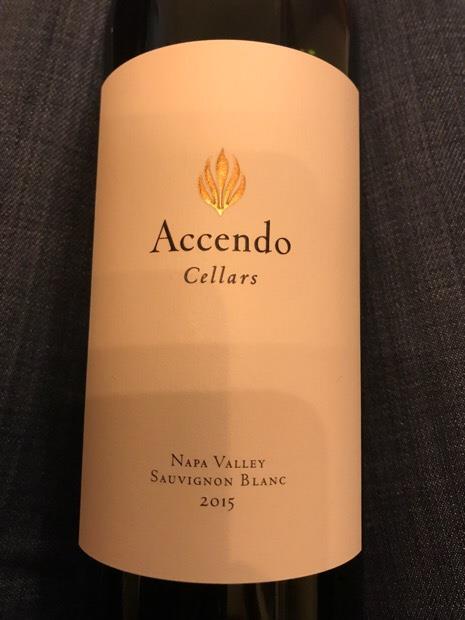 Accendo
Cellars
Napa Valley
Sauvignon Blanc
2015